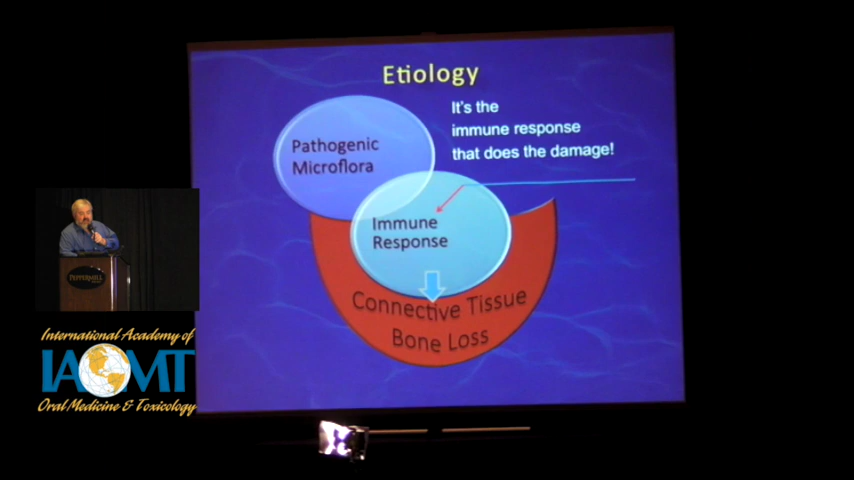 Etiology
It's the
immune response
that does the damage!
Pathogenic
Microflora
Immune
Response
Connective Tissue
Bone Loss
PEPPERMILL
International Academy of
IAOMT
Oral Medicine & Toxicology